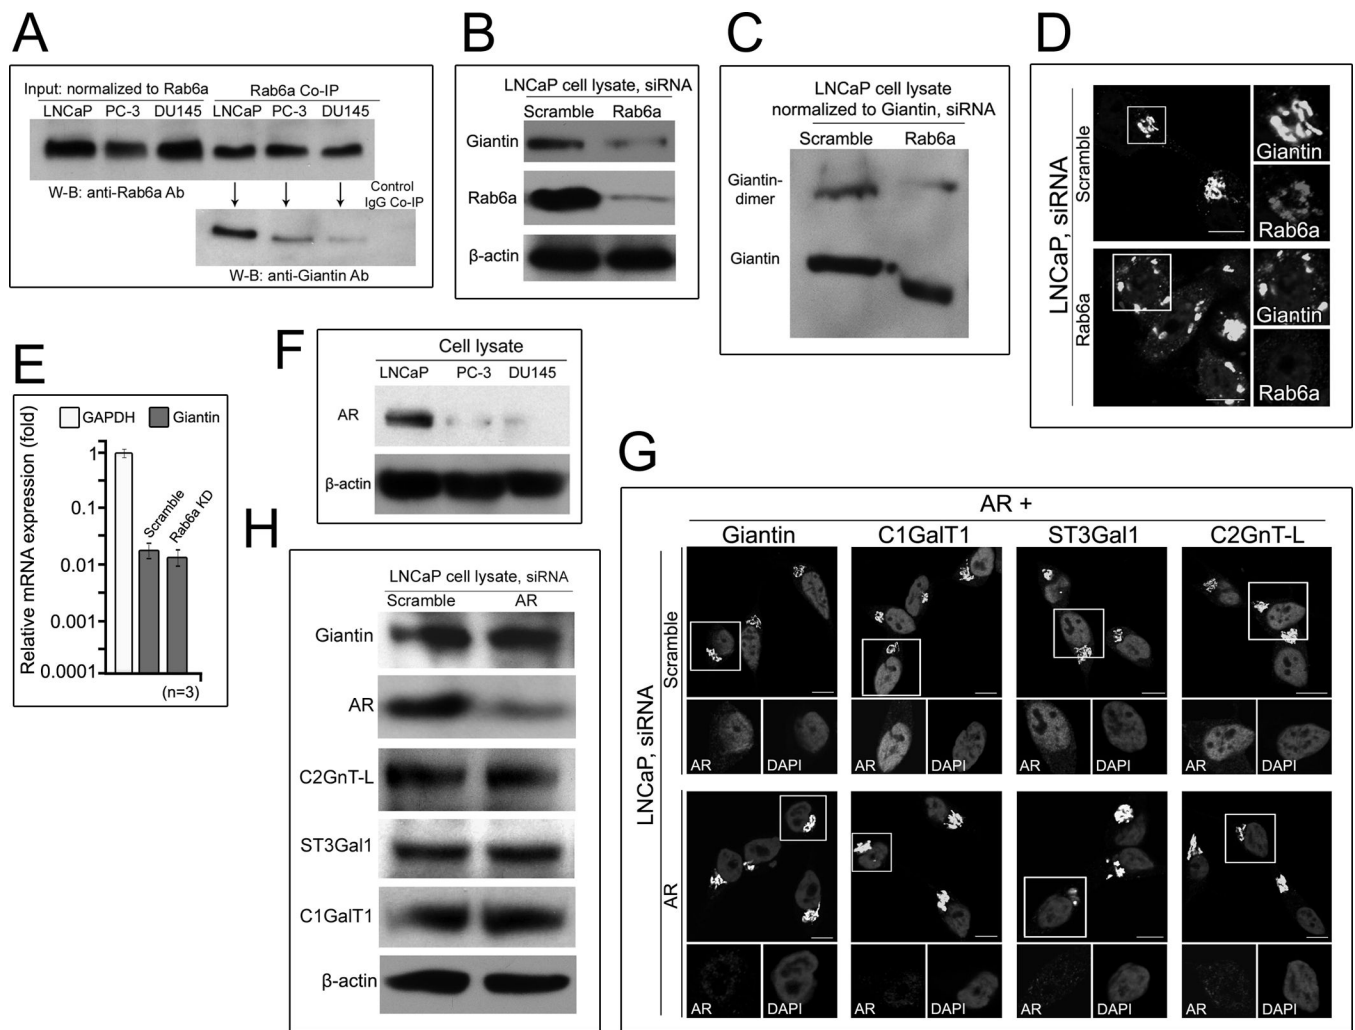 A
Input: normalized to Rab6a
Rab6a Co-IP
LNCaP PC-3 DU145 LNCaP PC-3 DU145
W-B: anti-Rab6a Ab
Control
IgG Co-IP
W-B: anti-Giantin Ab
B
LNCaP cell lysate, siRNA
Scramble Rab6a
Giantin
Rab6a
β-actin
C
LNCaP cell lysate
normalized to Giantin, siRNA
Scramble Rab6a
Giantin-
dimer
Giantin
D
LNCaP, siRNA
Scramble
Giantin
Rab6a
Rab6a
Giantin
Rab6a
E
GAPDH Giantin
Relative mRNA expression (fold)
1
0.1
0.01
0.001
0.0001
Scramble
Rab6a KD
(n=3)
F
Cell lysate
LNCaP PC-3 DU145
AR
β-actin
G
AR +
Giantin C1GalT1 ST3Gal1 C2GnT-L
LNCaP, siRNA
Scramble
AR DAPI AR DAPI AR DAPI AR DAPI
AR
AR DAPI AR DAPI AR DAPI AR DAPI
H
LNCaP cell lysate, siRNA
Scramble AR
Giantin
AR
C2GnT-L
ST3Gal1
C1GalT1
β-actin